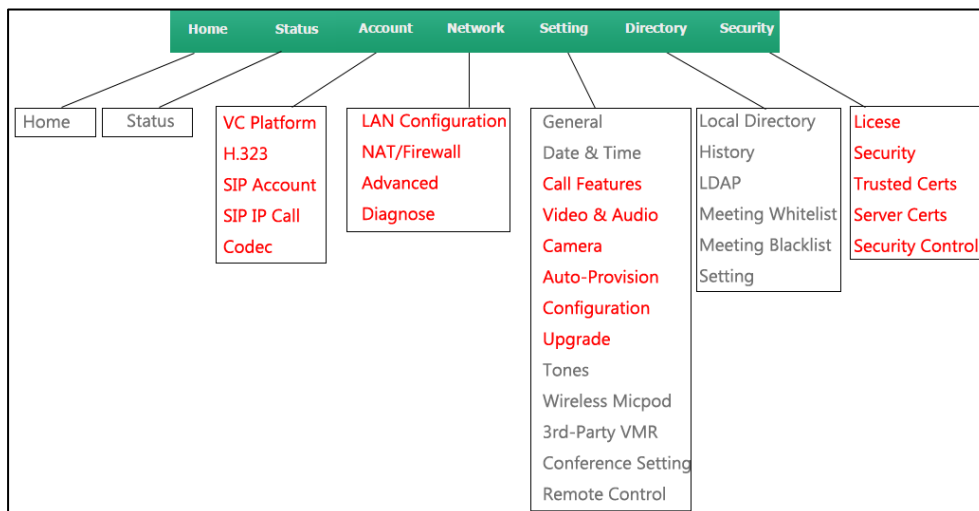 Home Status Account Network Setting Directory Security
Home
Status
VC Platform
H.323
SIP Account
SIP IP Call
Codec
LAN Configuration
NAT/Firewall
Advanced
Diagnose
General
Date & Time
Call Features
Video & Audio
Camera
Auto-Provision
Configuration
Upgrade
Tones
Wireless Micpod
3rd-Party VMR
Conference Setting
Remote Control
Local Directory
History
LDAP
Meeting Whitelist
Meeting Blacklist
Setting
Licese
Security
Trusted Certs
Server Certs
Security Control